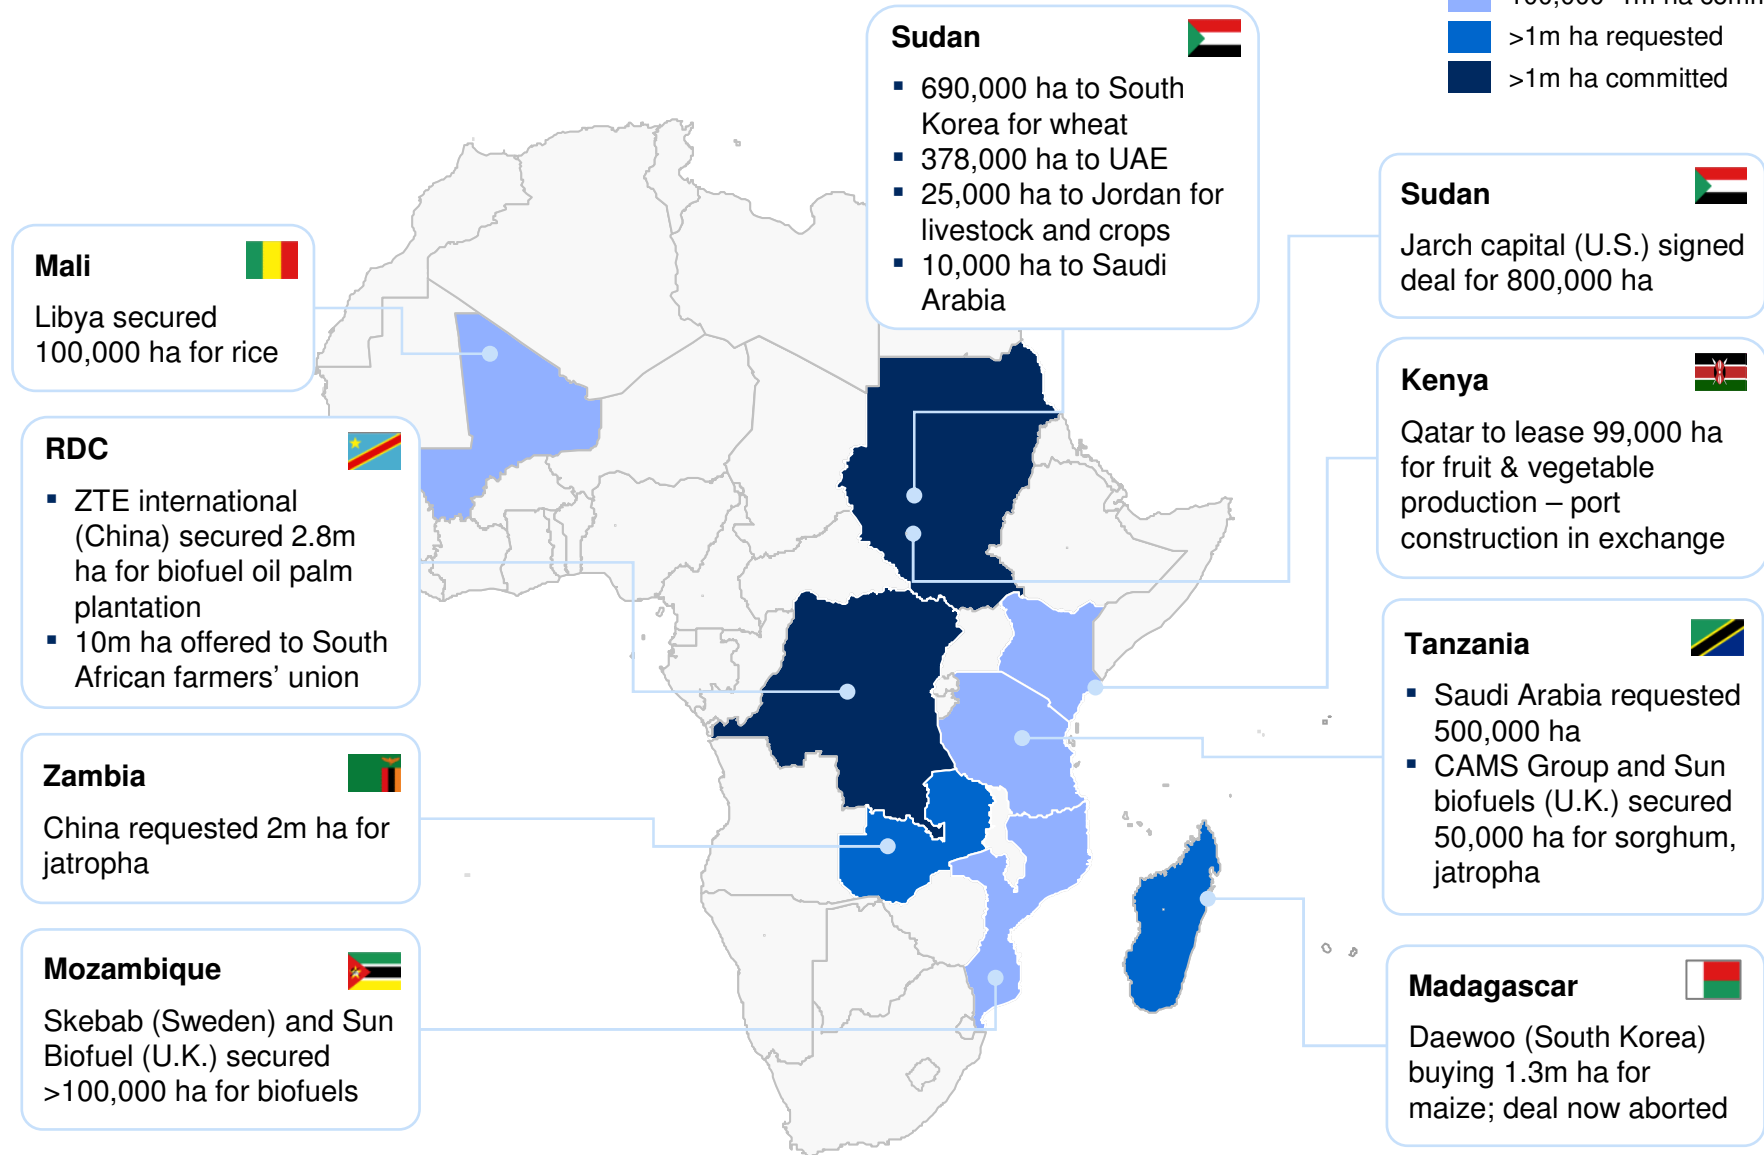 >1m ha requested
>1m ha committed
Sudan
▪ 690,000 ha to South
Korea for wheat
▪ 378,000 ha to UAE
▪ 25,000 ha to Jordan for
livestock and crops
▪ 10,000 ha to Saudi
Arabia
Sudan
Jarch capital (U.S.) signed
deal for 800,000 ha
Mali
Libya secured
100,000 ha for rice
Kenya
Qatar to lease 99,000 ha
for fruit & vegetable
production – port
construction in exchange
RDC
▪ ZTE international
(China) secured 2.8m
ha for biofuel oil palm
plantation
▪ 10m ha offered to South
African farmers’ union
Tanzania
▪ Saudi Arabia requested
500,000 ha
▪ CAMS Group and Sun
biofuels (U.K.) secured
50,000 ha for sorghum,
jatropha
Zambia
China requested 2m ha for
jatropha
Mozambique
Skebab (Sweden) and Sun
Biofuel (U.K.) secured
>100,000 ha for biofuels
Madagascar
Daewoo (South Korea)
buying 1.3m ha for
maize; deal now aborted